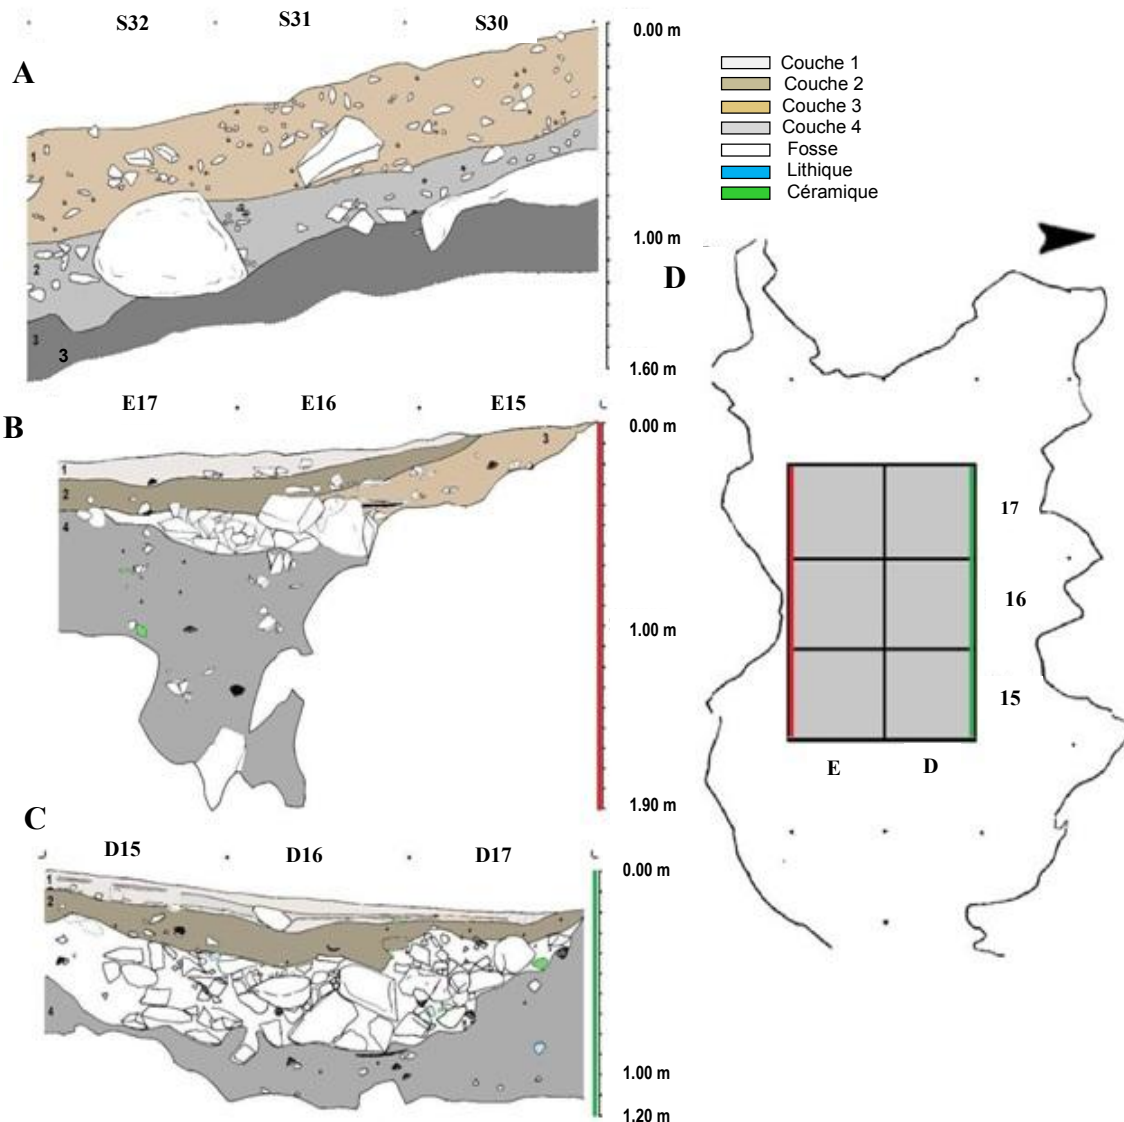 S32 S31 S30
0.00 m
A
1
2
3
3
1.00 m
1.60 m
Couche 1
Couche 2
Couche 3
Couche 4
Fosse
Lithique
Céramique
E17 E16 E15
B
0.00 m
3
1
2
4
1.00 m
1.90 m
C
D15 D16 D17
0.00 m
1
2
4
1.00 m
1.20 m
D
17
16
15
E D